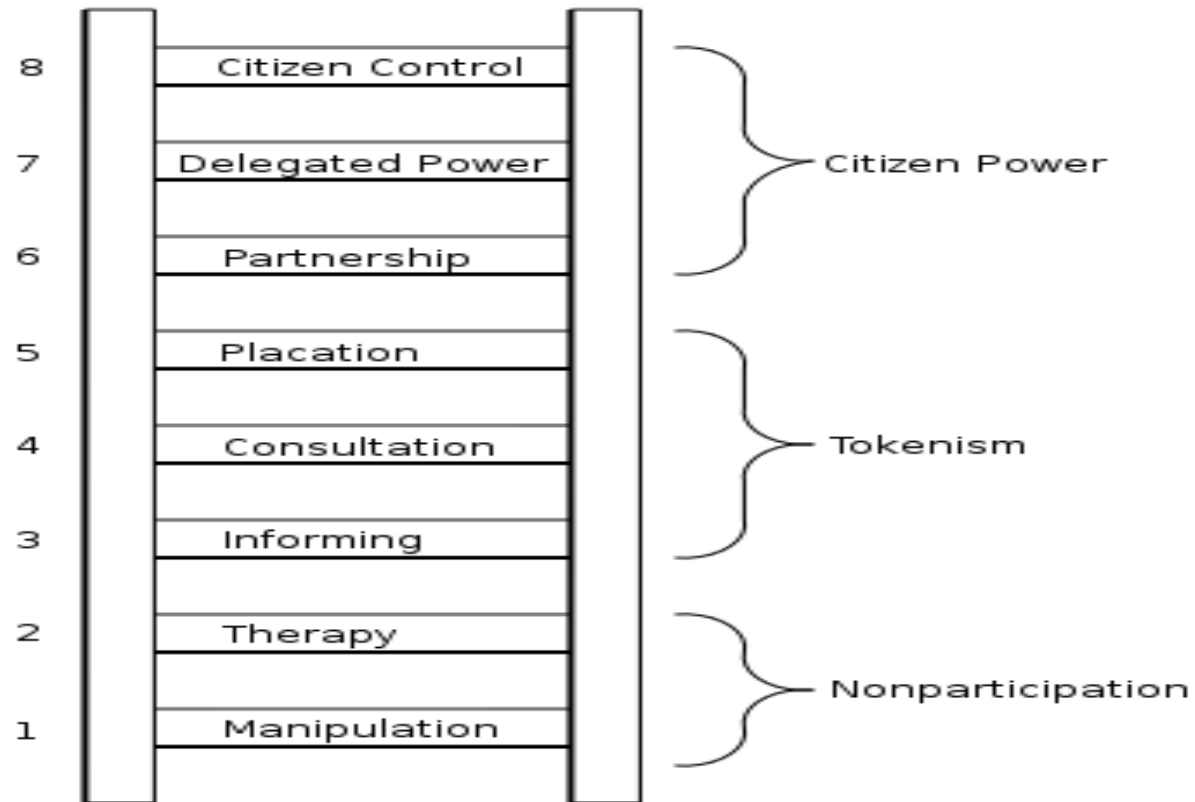 8 Citizen Control
7 Delegated Power Citizen Power
6 Partnership
5 Placation
4 Consultation Tokenism
3 Informing
2 Therapy
Nonparticipation
1 Manipulation